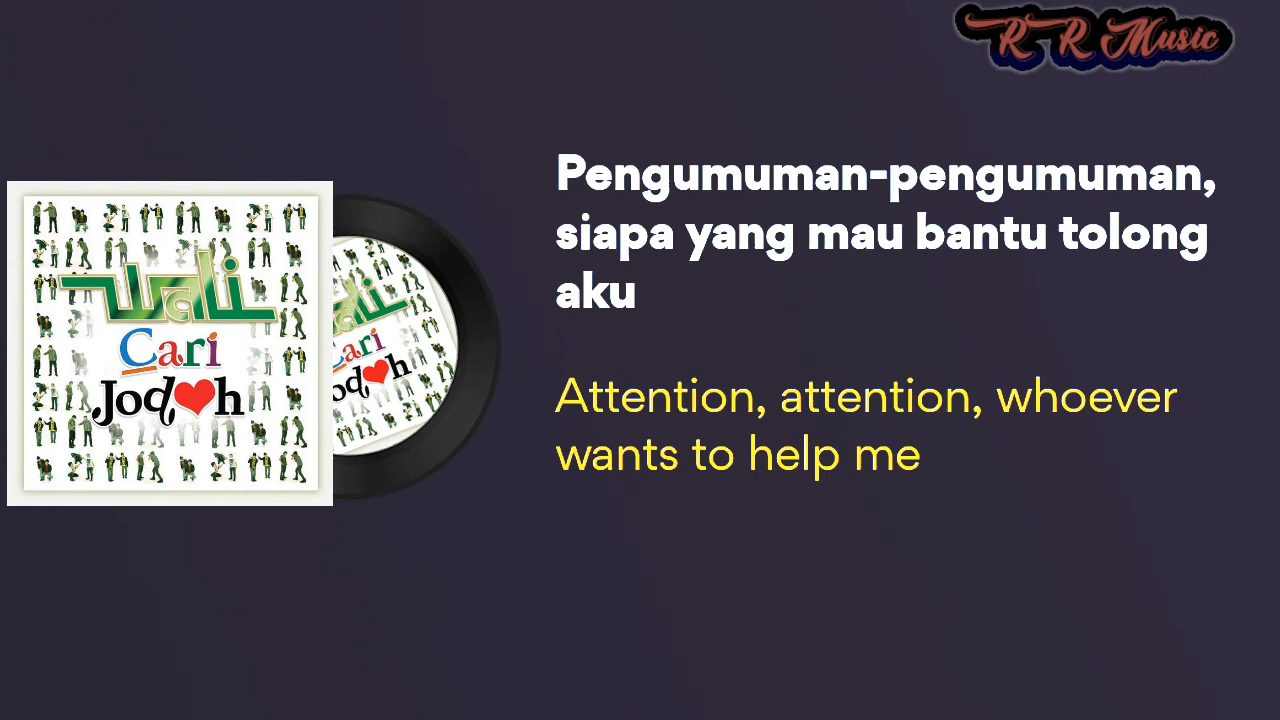 R R Music
Pengumuman-pengumuman,
siapa yang mau bantu tolong
aku
Attention, attention, whoever
wants to help me
Wali
Cari
Jodoh